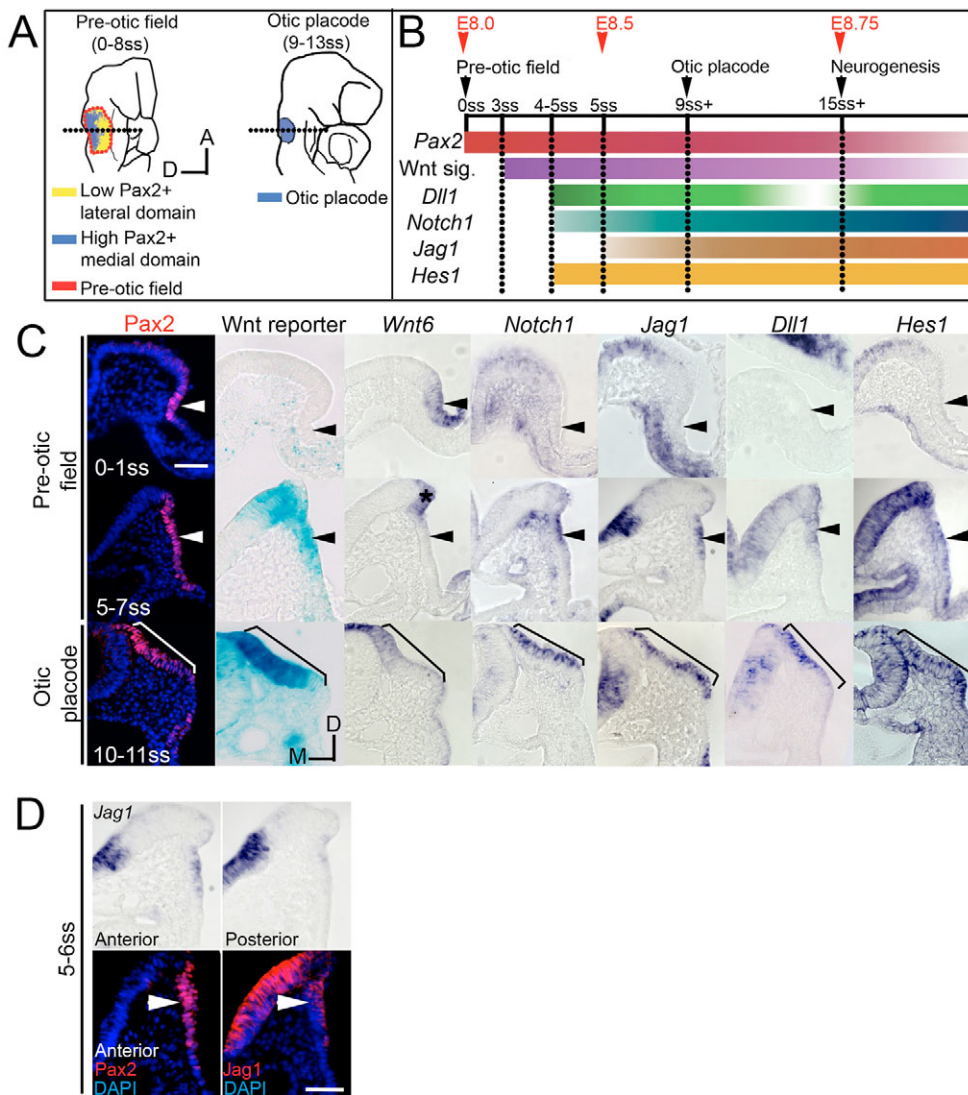 A
Pre-otic field
(0-8ss)
Otic placode
(9-13ss)
A
D
Low Pax2+
lateral domain
High Pax2+
medial domain
Pre-otic field
Otic placode
B
E8.0
E8.5
E8.75
Pre-otic field
Otic placode
Neurogenesis
0ss 3ss 4-5ss 5ss 9ss+ 15ss+
Pax2
Wnt sig.
Dll1
Notch1
Jag1
Hes1
C
Pax2 Wnt reporter Wnt6 Notch1 Jag1 Dll1 Hes1
Pre-otic
field
0-1ss
5-7ss
*
Otic
placode
10-11ss
D
M
D
5-6ss
Jag1
Anterior
Posterior
Anterior
Pax2
DAPI
Jag1
DAPI